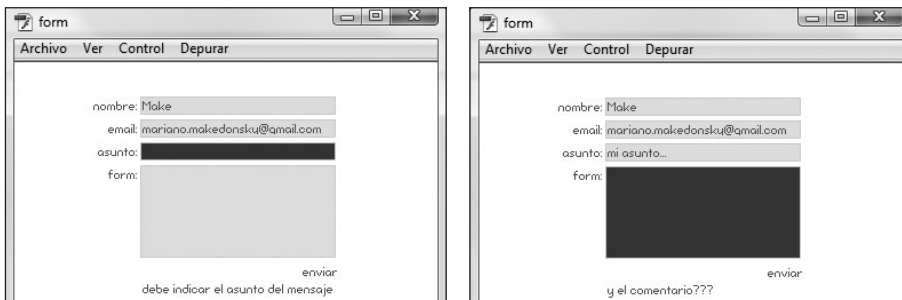 form
Archivo Ver Control Depurar
nombre: Make
email: mariano.makedonsky@gmail.com
asunto:
form:
enviar
debe indicar el asunto del mensaje
form
Archivo Ver Control Depurar
nombre: Make
email: mariano.makedonsky@gmail.com
asunto: mi asunto...
form:
enviar
y el comentario???